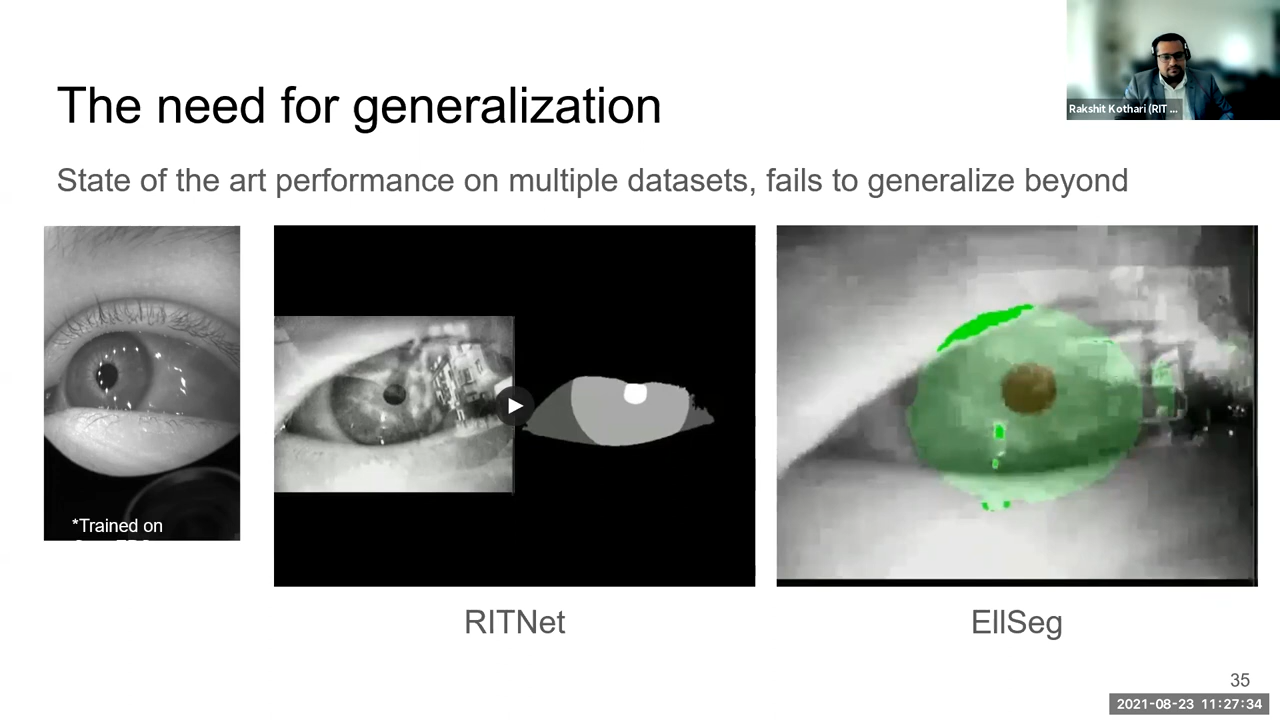 The need for generalization
Rakshit Kothari (RIT ...
State of the art performance on multiple datasets, fails to generalize beyond
*Trained on
RITNet
EllSeg
35
2021-08-23 11:27:34